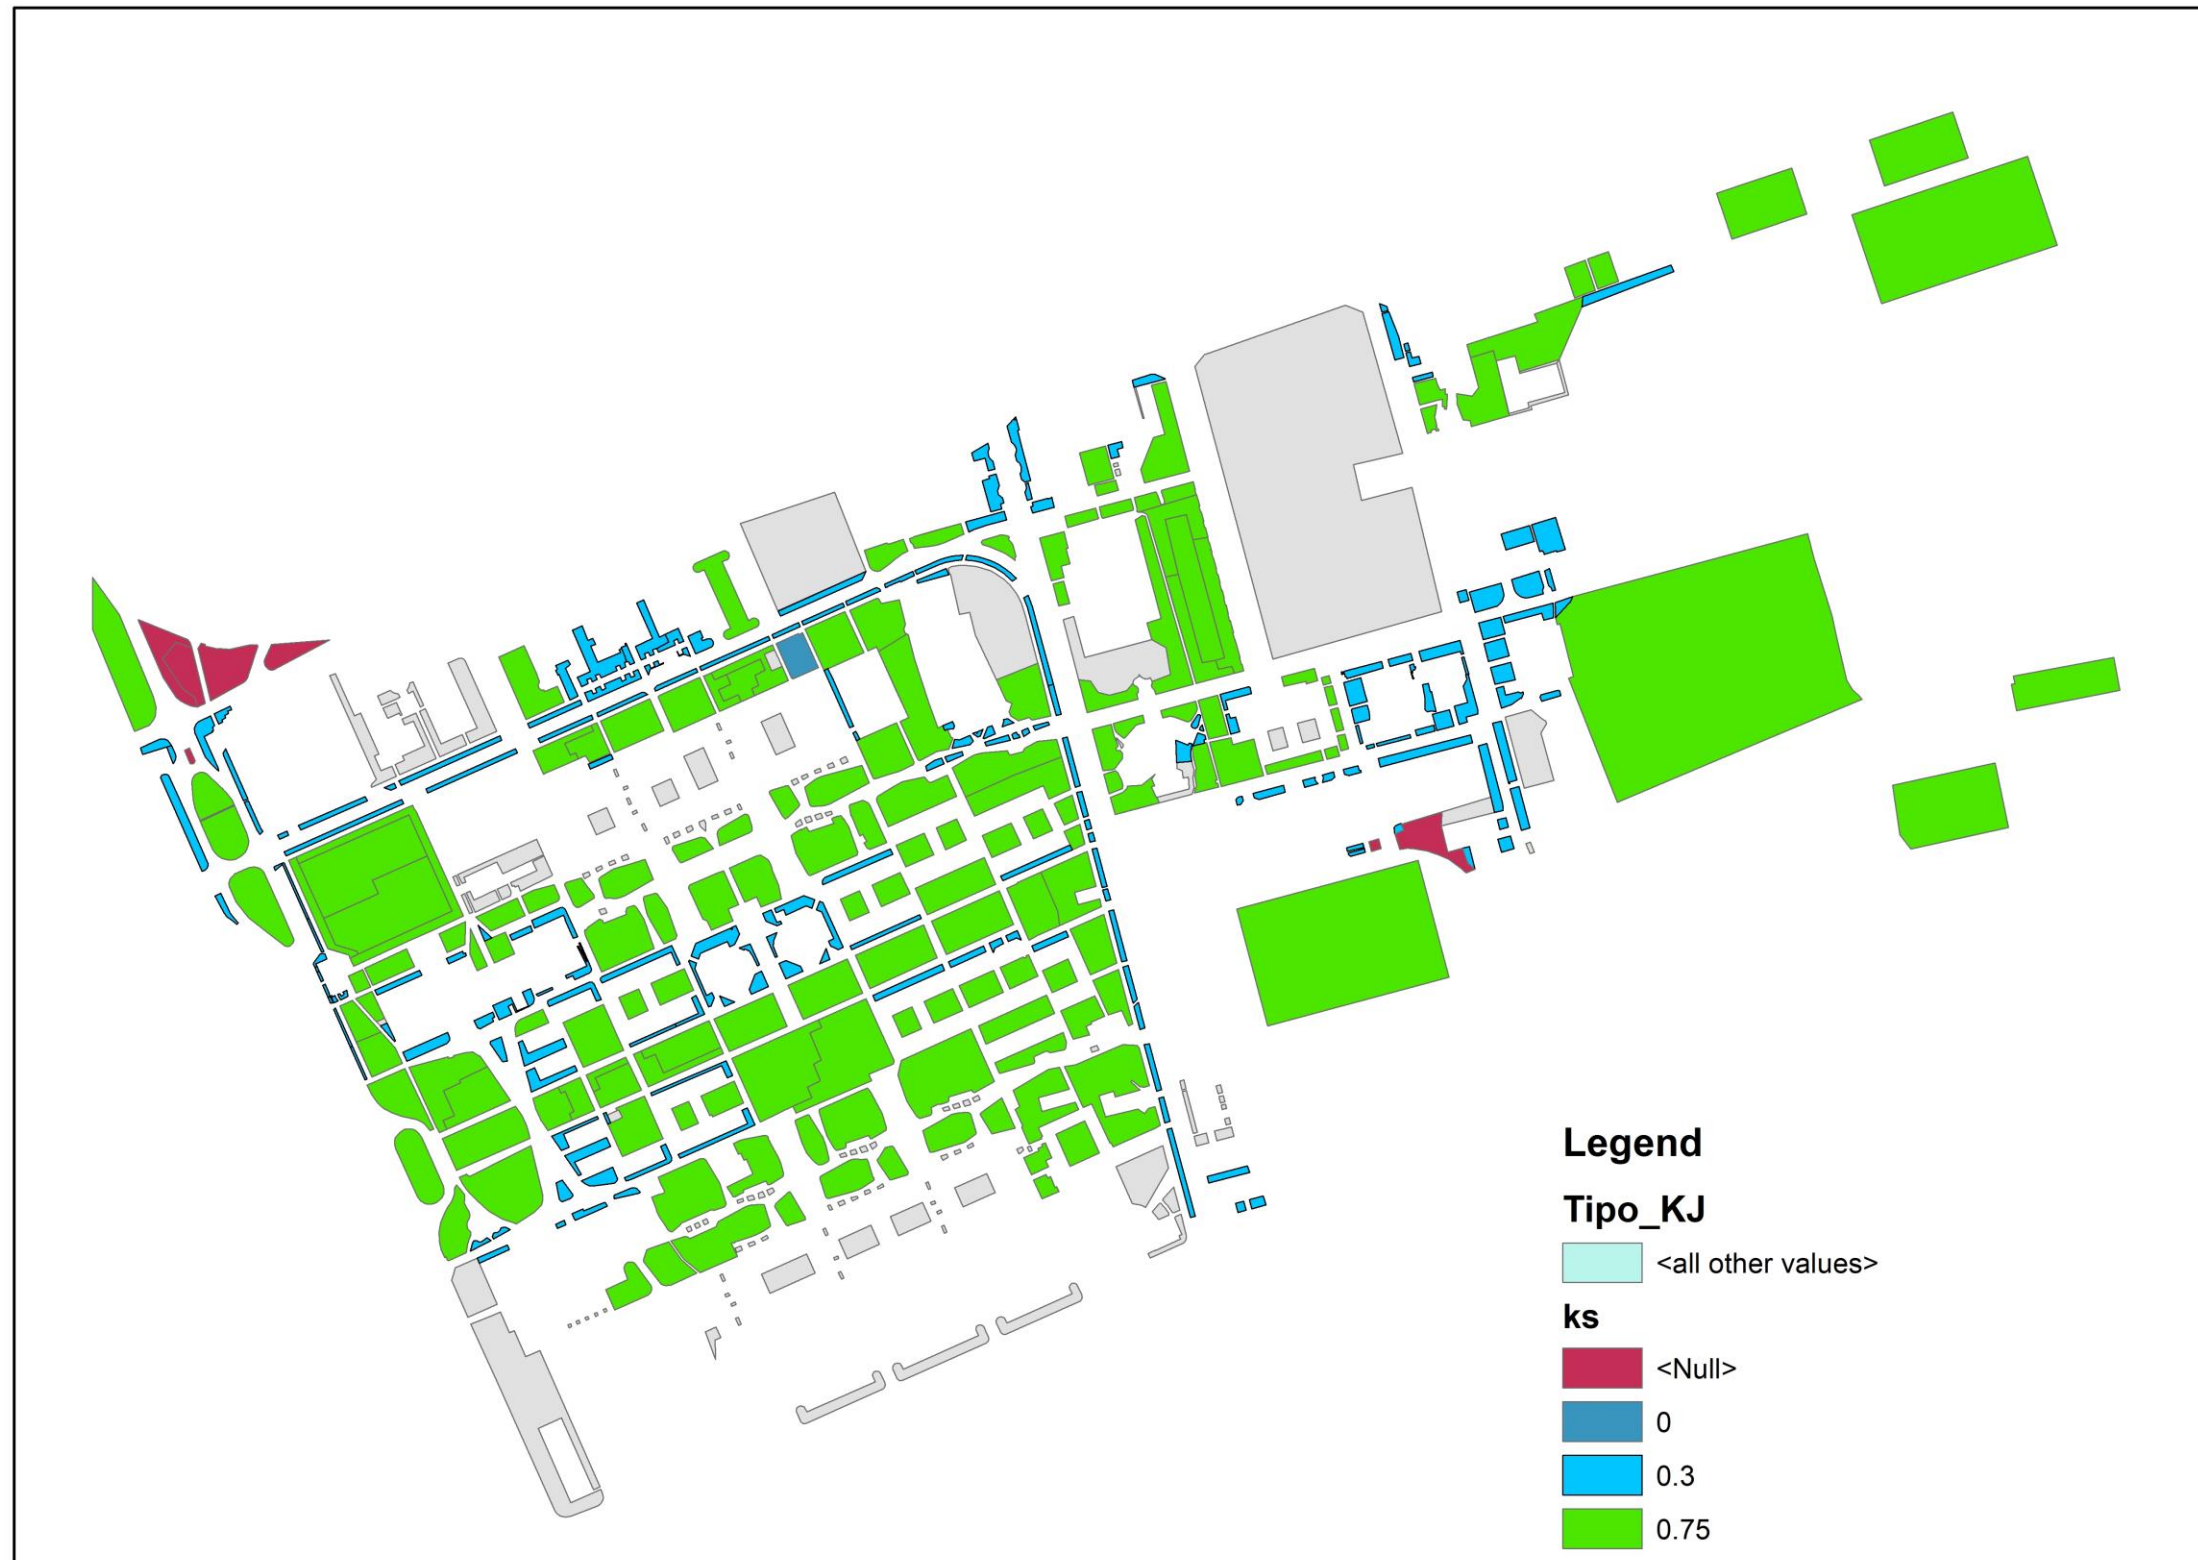 Legend
Tipo_KJ
<all other values>
ks
<Null>
0
0.3
0.75